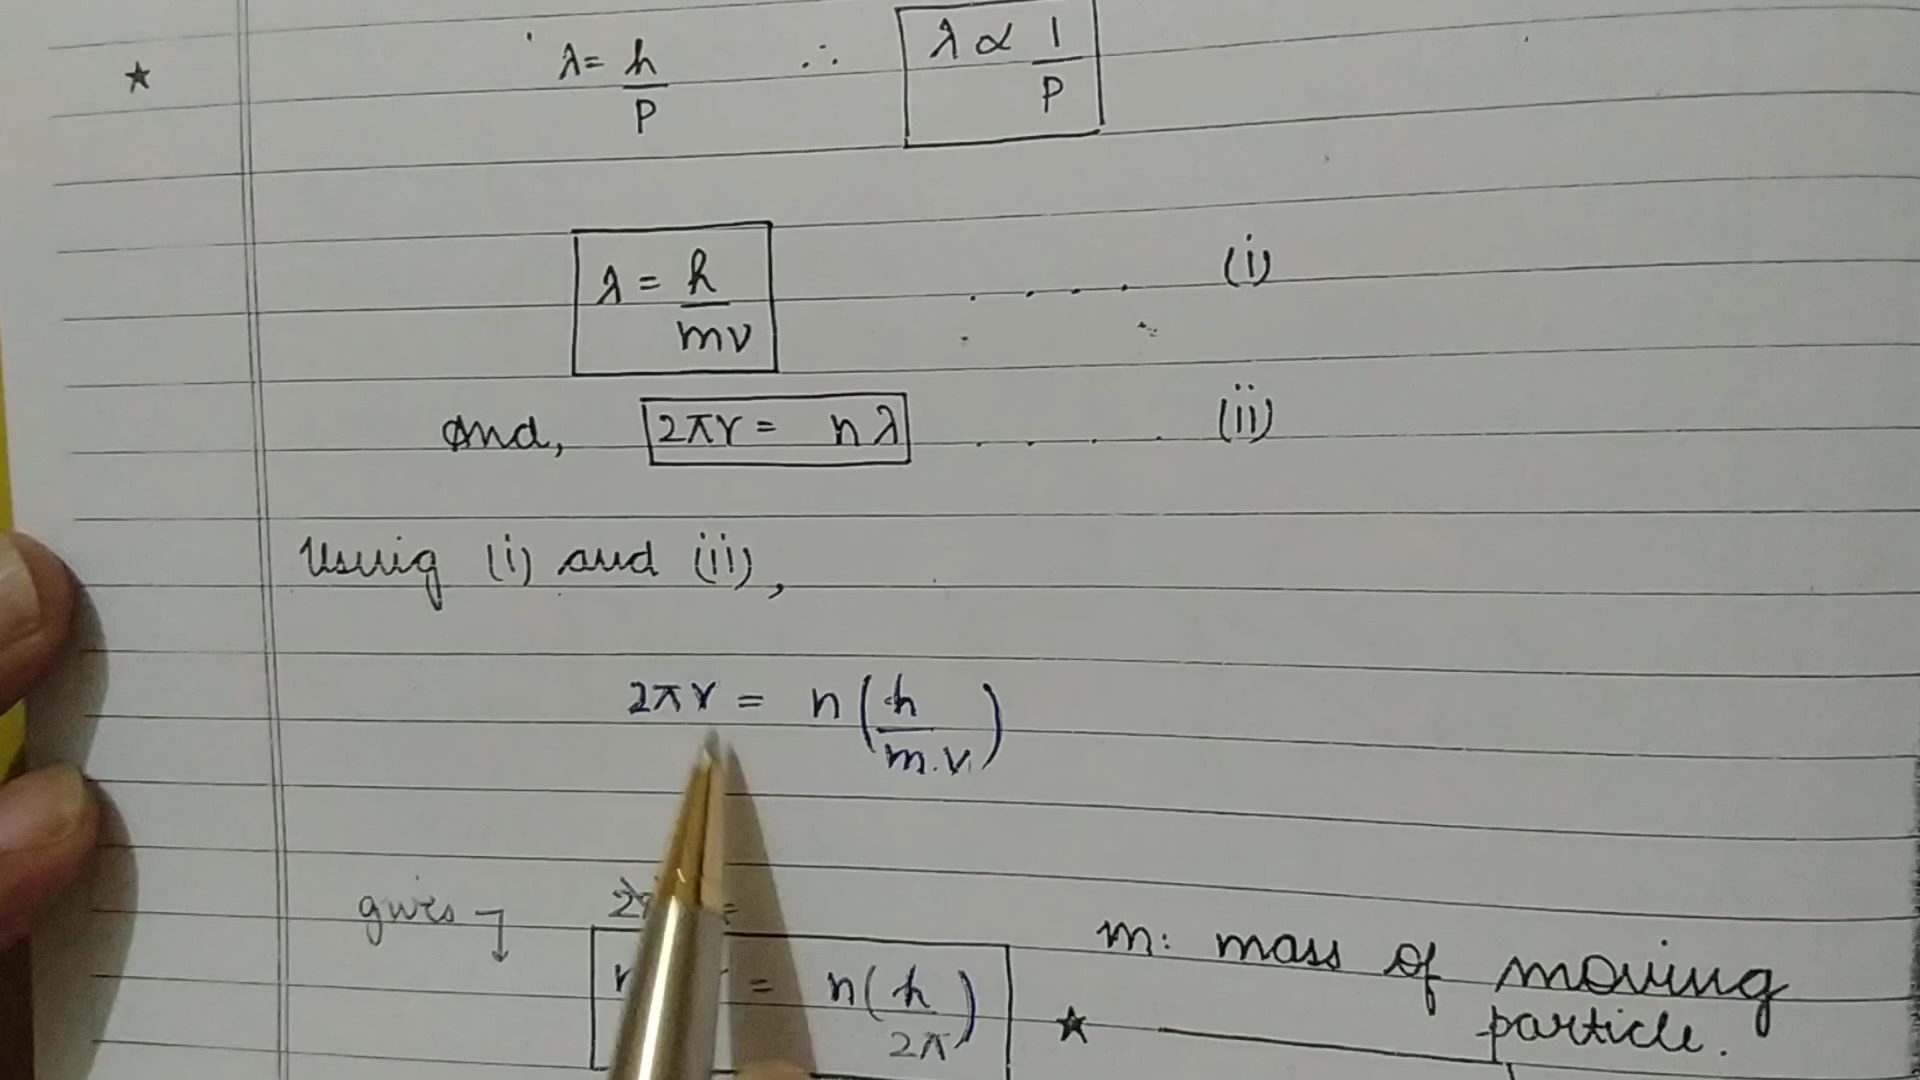 ★ λ = h/P ∴ λ ∝ 1/P
λ = h/mv . . . . (i)
and, 2πr = nλ . . . . (ii)
Using (i) and (ii),
2πr = n(h/m.v)
gives ↴
= n(h/2π)
m: mass of moving
★ particle.